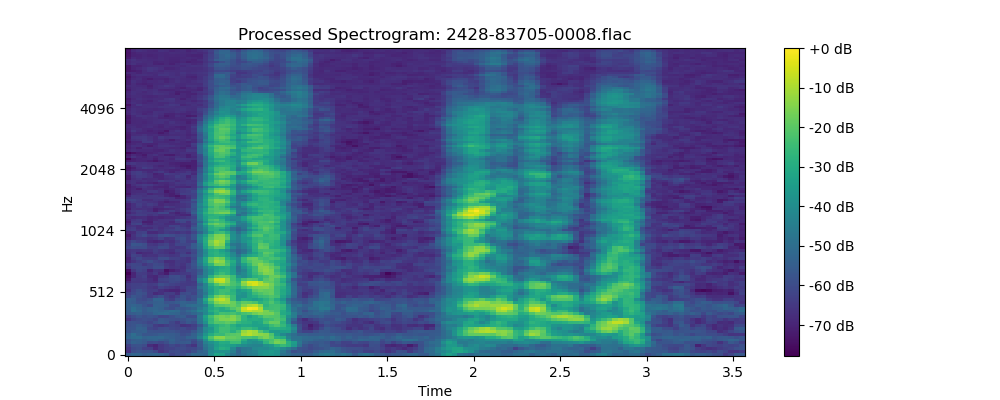 Processed Spectrogram: 2428-83705-0008.flac
+0 dB
4096
-10 dB
-20 dB
2048
-30 dB
Hz
1024
-40 dB
-50 dB
512
-60 dB
-70 dB
0
0 0.5 1 1.5 2 2.5 3 3.5
Time